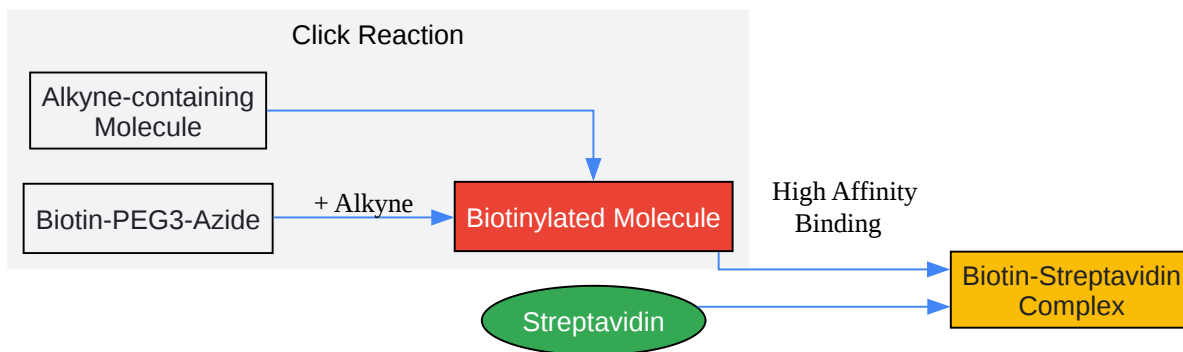 Click Reaction
Alkyne-containing
Molecule
Biotin-PEG3-Azide
+ Alkyne
Biotinylated Molecule
High Affinity
Binding
Biotin-Streptavidin
Complex
Streptavidin